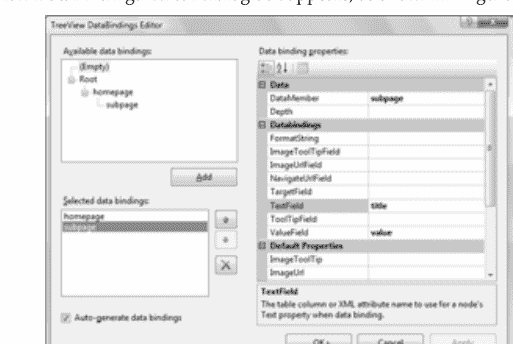 TreeView DataBindings Editor
Available data bindings:
(Empty)
Root
homepage
subpage
Add
Selected data bindings:
homepage
subpage
Auto-generate data bindings
Data binding properties:
Data
DataMember subpage
Depth
Databindings
FormatString
ImageToolTipField
ImageUrlField
NavigateUrlField
TargetField
TextField title
ToolTipField
ValueField value
Default Properties
ImageToolTip
ImageUrl
TextField
The table column or XML attribute name to use for a node's
Text property when data binding.
OK
Cancel
Apply